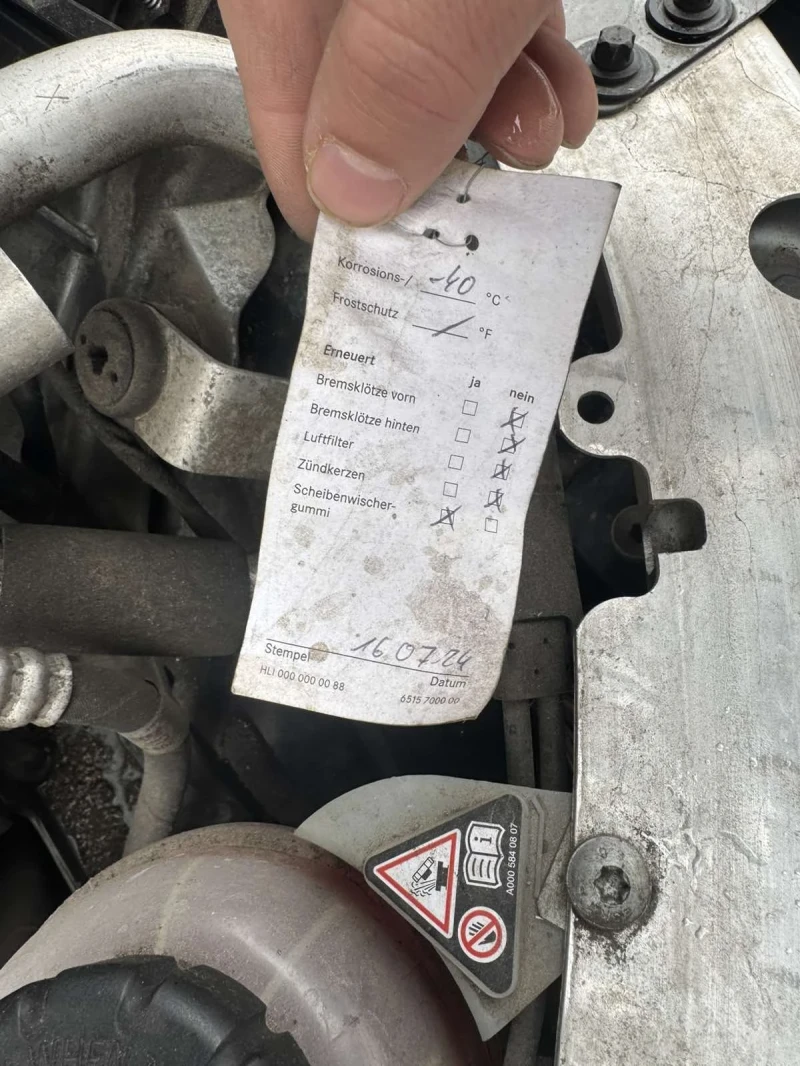 Korrosions-/ -40 °C
Frostschutz / °F
Erneuert ja nein
Bremsklötze vorn ☐ ☒
Bremsklötze hinten ☐ ☒
Luftfilter ☐ ☒
Zündkerzen ☐ ☒
Scheibenwischer-
gummi ☒ ☐
16.07.24
Stempel Datum
HLI 000 000 00 88 6515 7000 00
A000 584 08 07